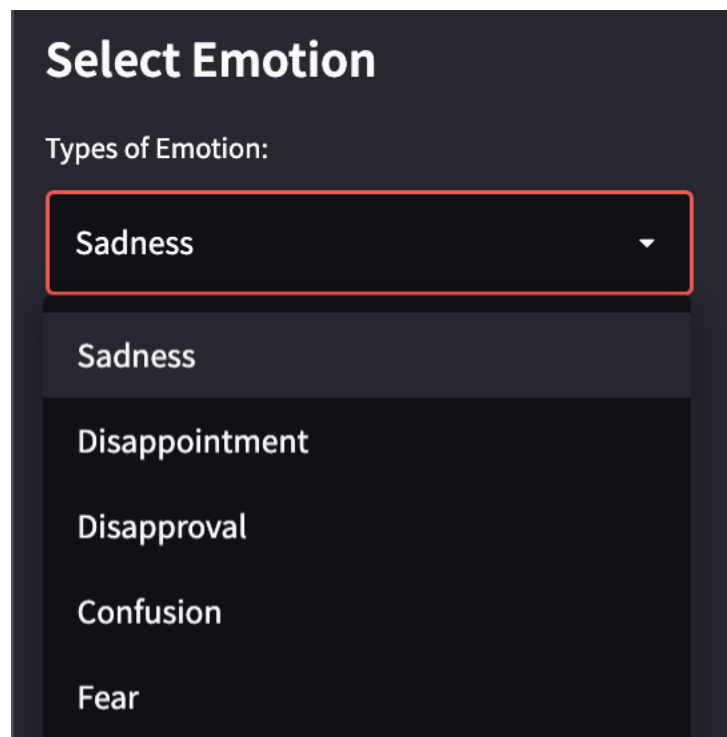 Select Emotion
Types of Emotion:
Sadness
Sadness
Disappointment
Disapproval
Confusion
Fear